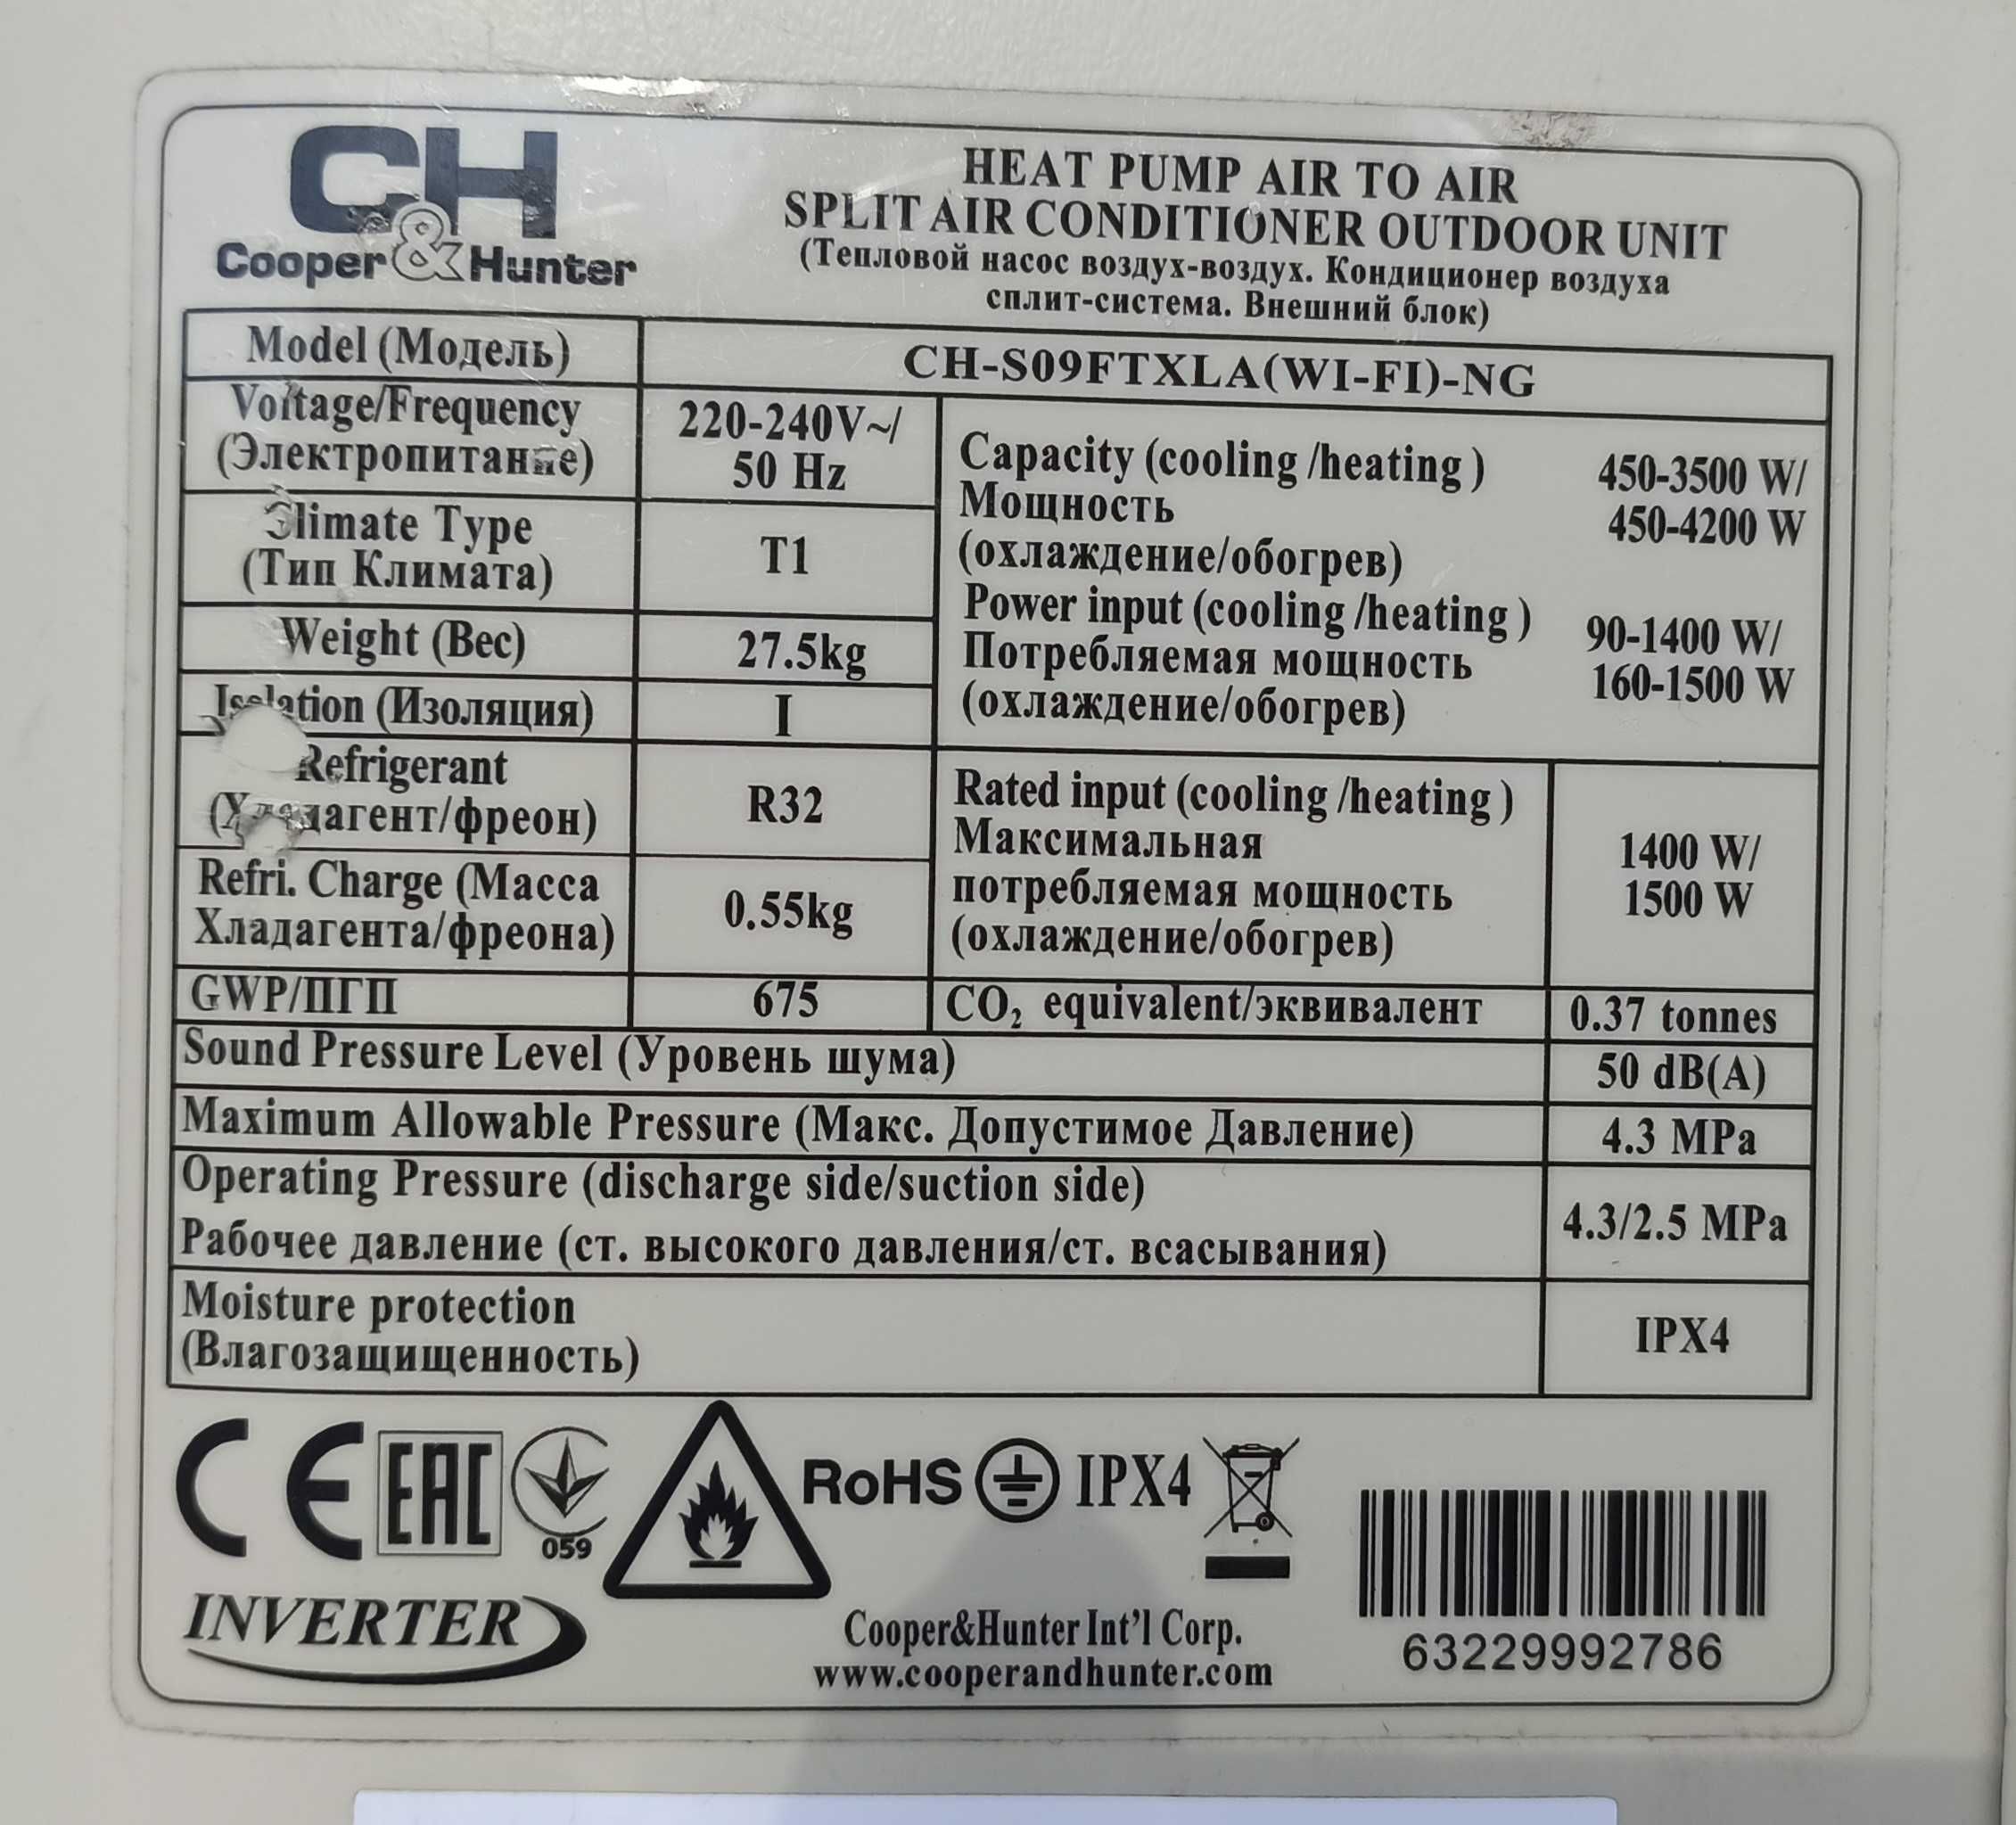 CH
Cooper & Hunter
HEAT PUMP AIR TO AIR
SPLIT AIR CONDITIONER OUTDOOR UNIT
(Тепловой насос воздух-воздух. Кондиционер воздуха
сплит-система. Внешний блок)
Model (Модель)
CH-S09FTXLA(WI-FI)-NG
Voltage/Frequency
(Электропитание)
220-240V~/
50 Hz
Climate Type
(Тип Климата)
T1
Weight (Вес)
27.5kg
Isolation (Изоляция)
I
Refrigerant
(Хладагент/фреон)
R32
Refri. Charge (Масса
Хладагента/фреона)
0.55kg
GWP/ПГП
675
Capacity (cooling /heating )
Мощность
(охлаждение/обогрев)
450-3500 W/
450-4200 W
Power input (cooling /heating )
Потребляемая мощность
(охлаждение/обогрев)
90-1400 W/
160-1500 W
Rated input (cooling /heating )
Максимальная
потребляемая мощность
(охлаждение/обогрев)
1400 W/
1500 W
CO₂ equivalent/эквивалент
0.37 tonnes
Sound Pressure Level (Уровень шума)
50 dB(A)
Maximum Allowable Pressure (Макс. Допустимое Давление)
4.3 MPa
Operating Pressure (discharge side/suction side)
Рабочее давление (ст. высокого давления/ст. всасывания)
4.3/2.5 MPa
Moisture protection
(Влагозащищенность)
IPX4
CE EAC
059
RoHS IPX4
INVERTER
Cooper&Hunter Int'l Corp.
www.cooperandhunter.com
63229992786